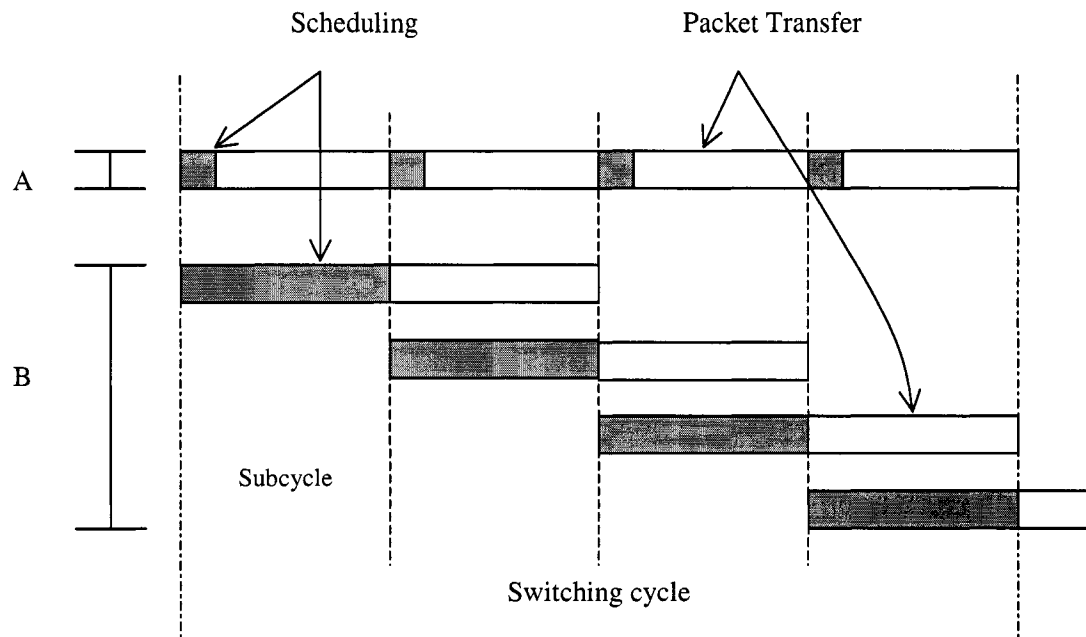 Scheduling
Packet Transfer
A
B
Subcycle
Switching cycle